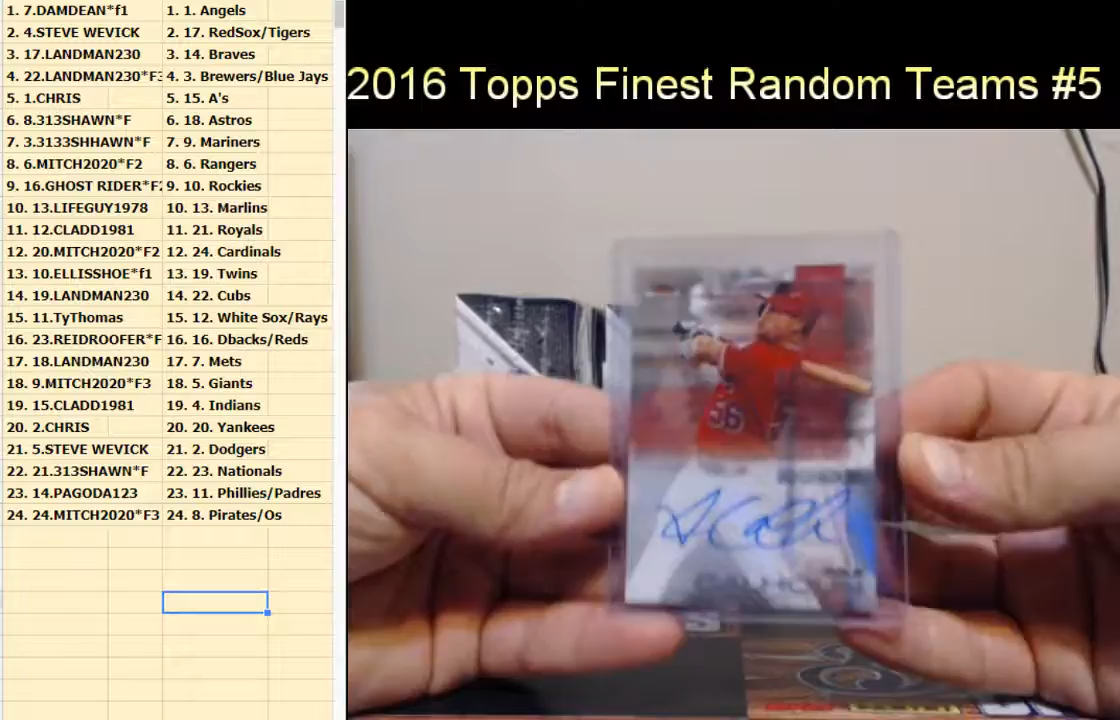 1. 7.DAMDEAN*f1 1. 1. Angels
2. 4.STEVE WEVICK 2. 17. RedSox/Tigers
3. 17.LANDMAN230 3. 14. Braves
4. 22.LANDMAN230*F3 4. 3. Brewers/Blue Jays
5. 1.CHRIS 5. 15. A's
6. 8.313SHAWN*F 6. 18. Astros
7. 3.3133SHHAWN*F 7. 9. Mariners
8. 6.MITCH2020*F2 8. 6. Rangers
9. 16.GHOST RIDER*F2 9. 10. Rockies
10. 13.LIFEGUY1978 10. 13. Marlins
11. 12.CLADD1981 11. 21. Royals
12. 20.MITCH2020*F2 12. 24. Cardinals
13. 10.ELLISSHOE*f1 13. 19. Twins
14. 19.LANDMAN230 14. 22. Cubs
15. 11.TyThomas 15. 12. White Sox/Rays
16. 23.REIDROOFER*F 16. 16. Dbacks/Reds
17. 18.LANDMAN230 17. 7. Mets
18. 9.MITCH2020*F3 18. 5. Giants
19. 15.CLADD1981 19. 4. Indians
20. 2.CHRIS 20. 20. Yankees
21. 5.STEVE WEVICK 21. 2. Dodgers
22. 21.313SHAWN*F 22. 23. Nationals
23. 14.PAGODA123 23. 11. Phillies/Padres
24. 24.MITCH2020*F3 24. 8. Pirates/Os
2016 Topps Finest Random Teams #5
56
CALHOUN